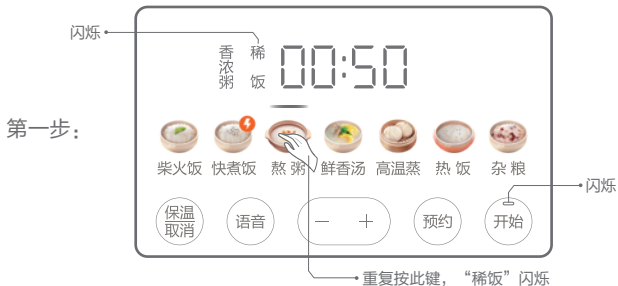 闪烁
香浓粥
稀饭
00:50
第一步：
柴火饭 快煮饭 熬粥 鲜香汤 高温蒸 热饭 杂粮
保温
取消
语音
— +
预约
开始
闪烁
重复按此键，“稀饭”闪烁